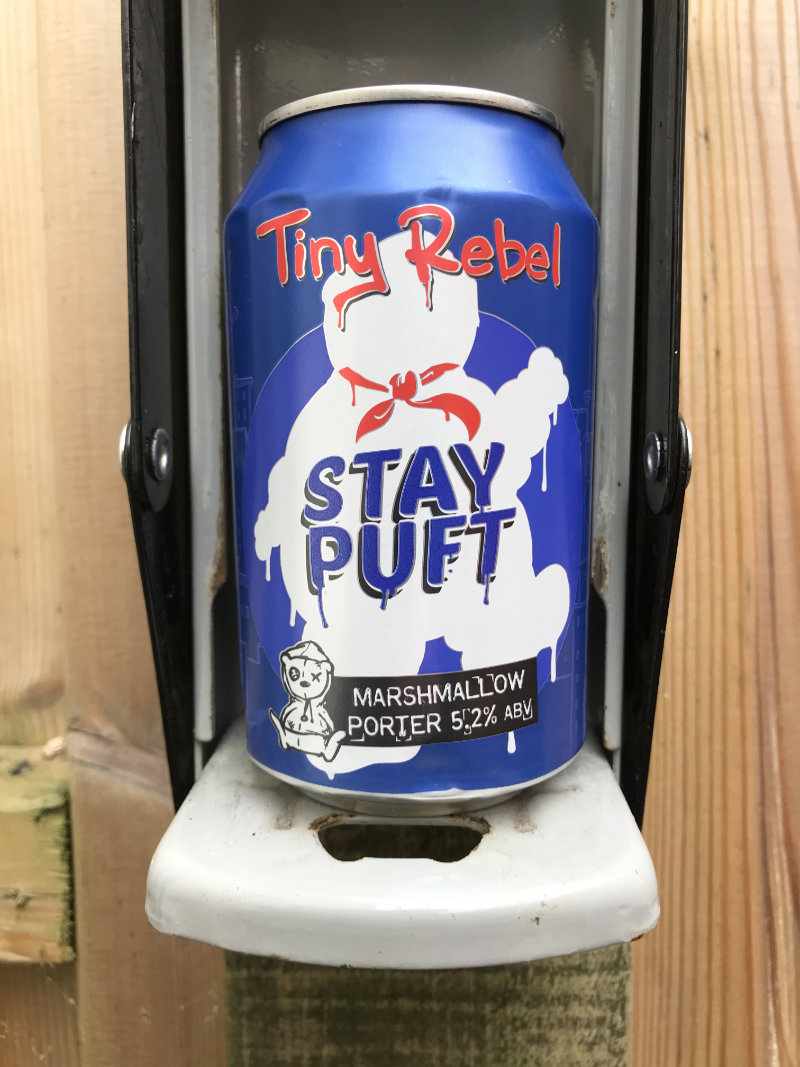 Tiny Rebel
STAY
PUFT
MARSHMALLOW
PORTER 5,2% ABV